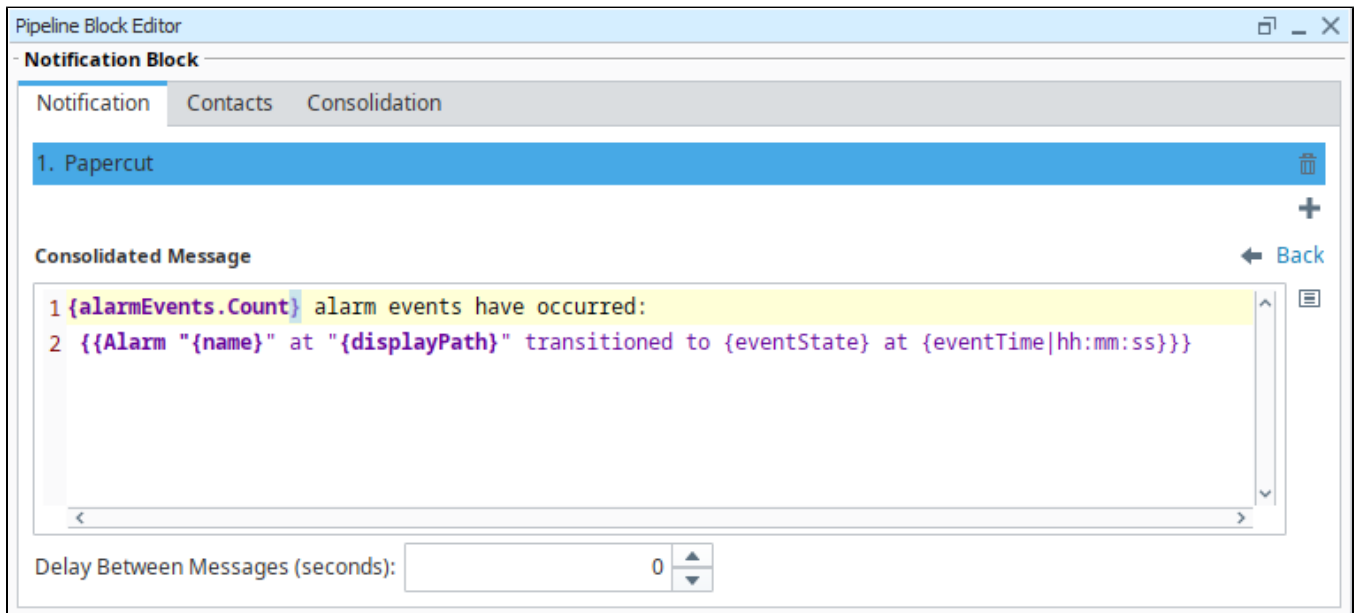 Pipeline Block Editor
Notification Block
Notification Contacts Consolidation
1. Papercut
Consolidated Message
Back
1 {alarmEvents.Count} alarm events have occurred:
2 {{Alarm "{name}" at "{displayPath}" transitioned to {eventState} at {eventTime|hh:mm:ss}}}
Delay Between Messages (seconds): 0